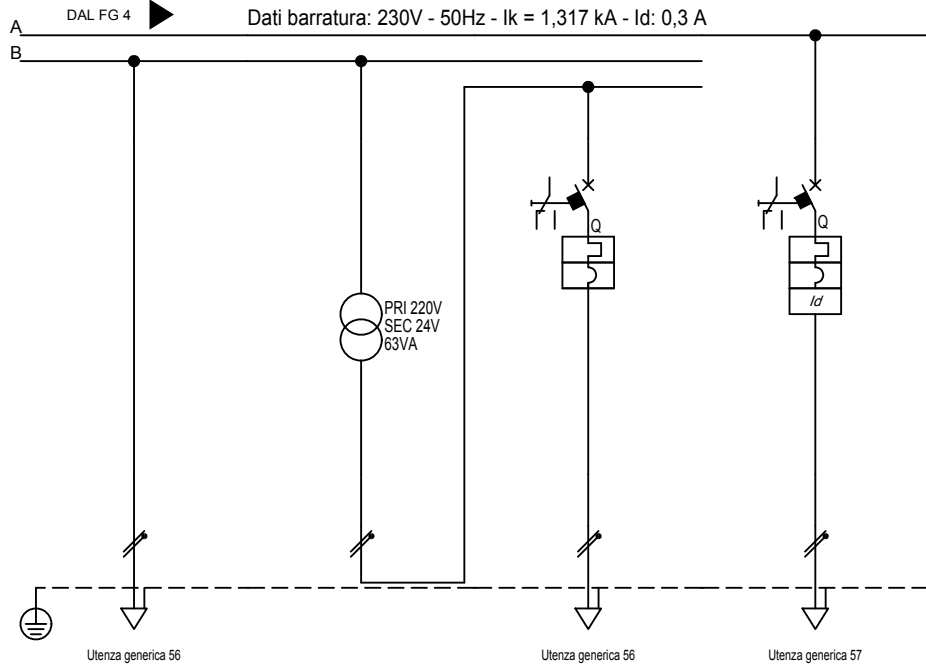 DAL FG 4
Dati barratura: 230V - 50Hz - Ik = 1,317 kA - Id: 0,3 A
A
B
Q
Q
Id
PRI 220V
SEC 24V
63VA
Utenza generica 56
Utenza generica 56
Utenza generica 57